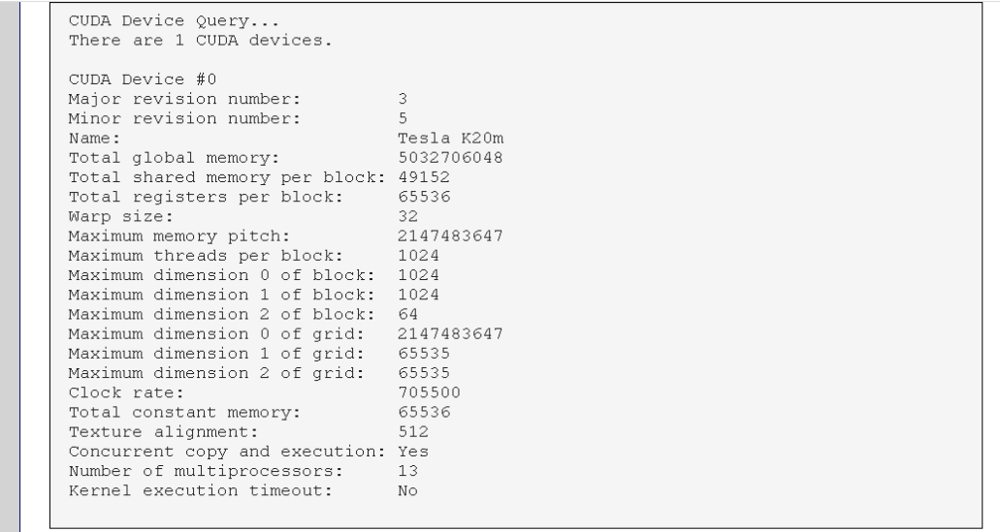 CUDA Device Query...
There are 1 CUDA devices.
CUDA Device #0
Major revision number: 3
Minor revision number: 5
Name: Tesla K20m
Total global memory: 5032706048
Total shared memory per block: 49152
Total registers per block: 65536
Warp size: 32
Maximum memory pitch: 2147483647
Maximum threads per block: 1024
Maximum dimension 0 of block: 1024
Maximum dimension 1 of block: 1024
Maximum dimension 2 of block: 64
Maximum dimension 0 of grid: 2147483647
Maximum dimension 1 of grid: 65535
Maximum dimension 2 of grid: 65535
Clock rate: 705500
Total constant memory: 65536
Texture alignment: 512
Concurrent copy and execution: Yes
Number of multiprocessors: 13
Kernel execution timeout: No